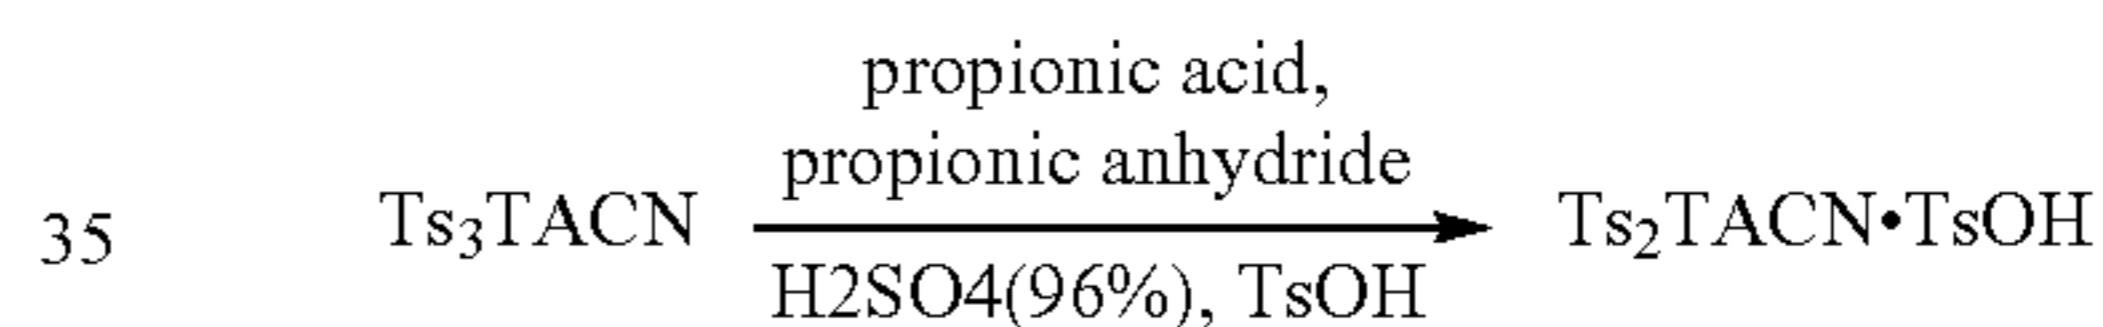 propionic acid,
propionic anhydride
35 Ts₃TACN Ts₂TACN•TsOH
H2SO4(96%), TsOH